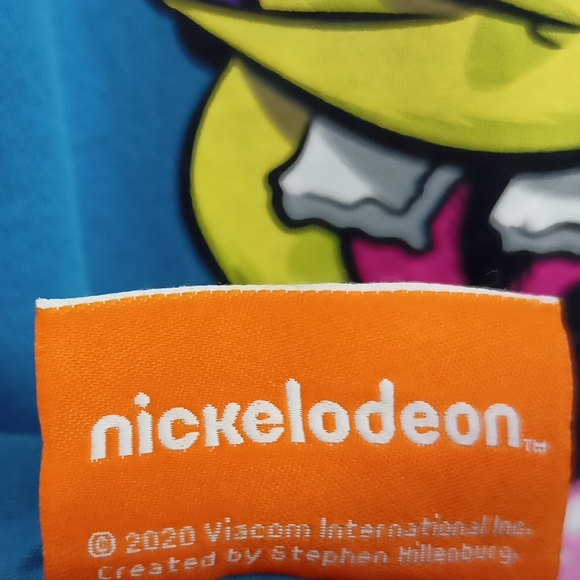 nickelodeon™
© 2020 Viacom International Inc.
Created by Stephen Hillenburg.